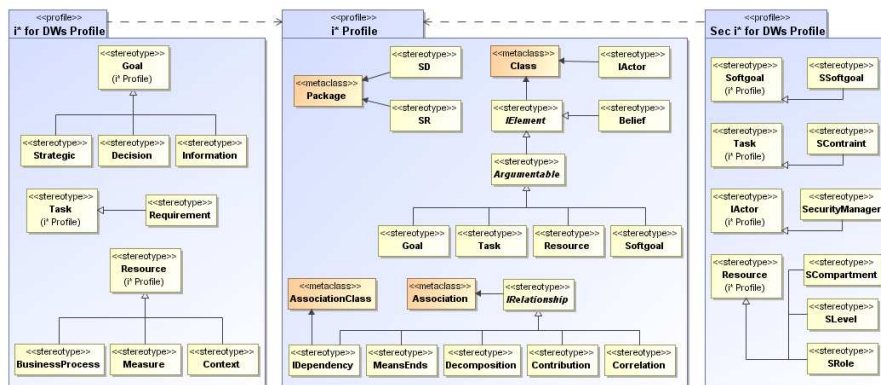 <<profile>>
i* for DWs Profile
<<stereotype>>
Goal
(i* Profile)
<<stereotype>>
Strategic
<<stereotype>>
Decision
<<stereotype>>
Information
<<stereotype>>
Task
(i* Profile)
<<stereotype>>
Requirement
<<stereotype>>
Resource
(i* Profile)
<<stereotype>>
BusinessProcess
<<stereotype>>
Measure
<<stereotype>>
Context
<<profile>>
i* Profile
<<metaclass>>
Package
<<stereotype>>
SD
<<stereotype>>
SR
<<metaclass>>
Class
<<stereotype>>
IActor
<<stereotype>>
IElement
<<stereotype>>
Belief
<<stereotype>>
Argumentable
<<stereotype>>
Goal
<<stereotype>>
Task
<<stereotype>>
Resource
<<stereotype>>
Softgoal
<<metaclass>>
AssociationClass
<<metaclass>>
Association
<<stereotype>>
IRelationship
<<stereotype>>
IDependency
<<stereotype>>
MeansEnds
<<stereotype>>
Decomposition
<<stereotype>>
Contribution
<<stereotype>>
Correlation
<<profile>>
Sec i* for DWs Profile
<<stereotype>>
Softgoal
(i* Profile)
<<stereotype>>
SSoftgoal
<<stereotype>>
Task
(i* Profile)
<<stereotype>>
SContraint
<<stereotype>>
IActor
(i* Profile)
<<stereotype>>
SecurityManager
<<stereotype>>
Resource
(i* Profile)
<<stereotype>>
SCompartment
<<stereotype>>
SLevel
<<stereotype>>
SRole